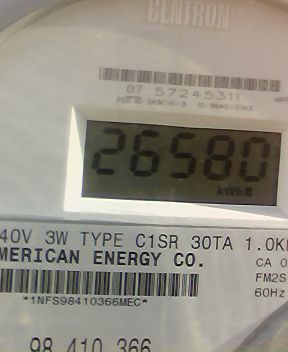 CENTRON
07 57245311
26580
kWh
40V 3W TYPE C1SR 30TA 1.0K
MERICAN ENERGY CO.
CA 0
FM2S
60Hz
*1NFS98410366MEC*
98 410 366